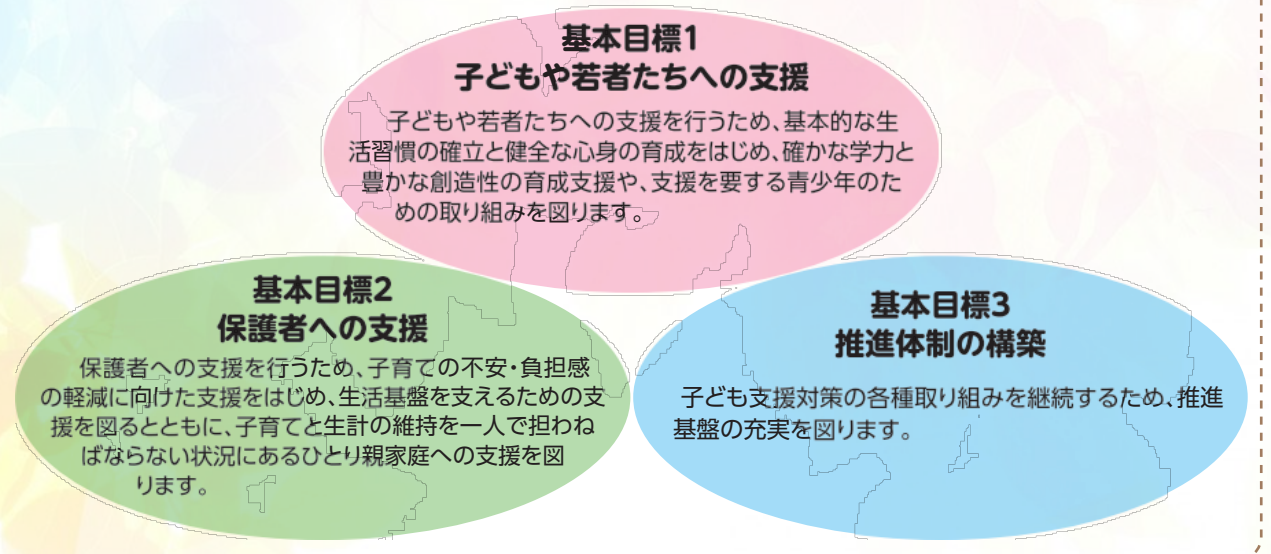 基本目標1
子どもや若者たちへの支援
子どもや若者たちへの支援を行うため、基本的な生
活習慣の確立と健全な心身の育成をはじめ、確かな学力と
豊かな創造性の育成支援や、支援を要する青少年のた
めの取り組みを図ります。
基本目標2
保護者への支援
保護者への支援を行うため、子育ての不安・負担感
の軽減に向けた支援をはじめ、生活基盤を支えるための支
援を図るとともに、子育てと生計の維持を一人で担わね
ばならない状況にあるひとり親家庭への支援を図
ります。
基本目標3
推進体制の構築
子ども支援対策の各種取り組みを継続するため、推進
基盤の充実を図ります。